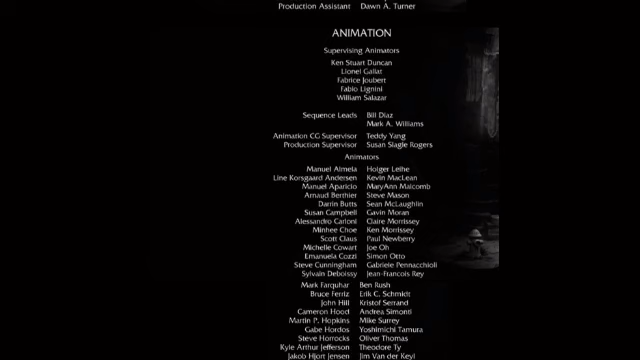 Production Assistant Dawn A. Turner
ANIMATION
Supervising Animators
Ken Stuart Duncan
Lionel Gallat
Fabrice Joubert
Fabio Lignini
William Salazar
Sequence Leads Bill Diaz
Mark A. Williams
Animation CG Supervisor Teddy Yang
Production Supervisor Susan Slagle Rogers
Animators
Manuel Almela Holger Leihe
Line Korsgaard Andersen Kevin MacLean
Manuel Aparicio MaryAnn Malcomb
Arnaud Berthier Steve Mason
Darrin Butts Sean McLaughlin
Susan Campbell Gavin Moran
Alessandro Carloni Claire Morrissey
Minhee Choe Ken Morrissey
Scott Claus Paul Newberry
Michelle Cowart Joe Oh
Emanuela Cozzi Simon Otto
Steve Cunningham Gabriele Pennacchioli
Sylvain Deboissy Jean-Francois Rey
Mark Farquhar Ben Rush
Bruce Ferriz Erik C. Schmidt
John Hill Kristof Serrand
Cameron Hood Andrea Simonti
Martin P. Hopkins Mike Surrey
Gabe Hordos Yoshimichi Tamura
Steve Horrocks Oliver Thomas
Kyle Arthur Jefferson Theodore Ty
Jakob Hjort Jensen Jim Van der Keyl